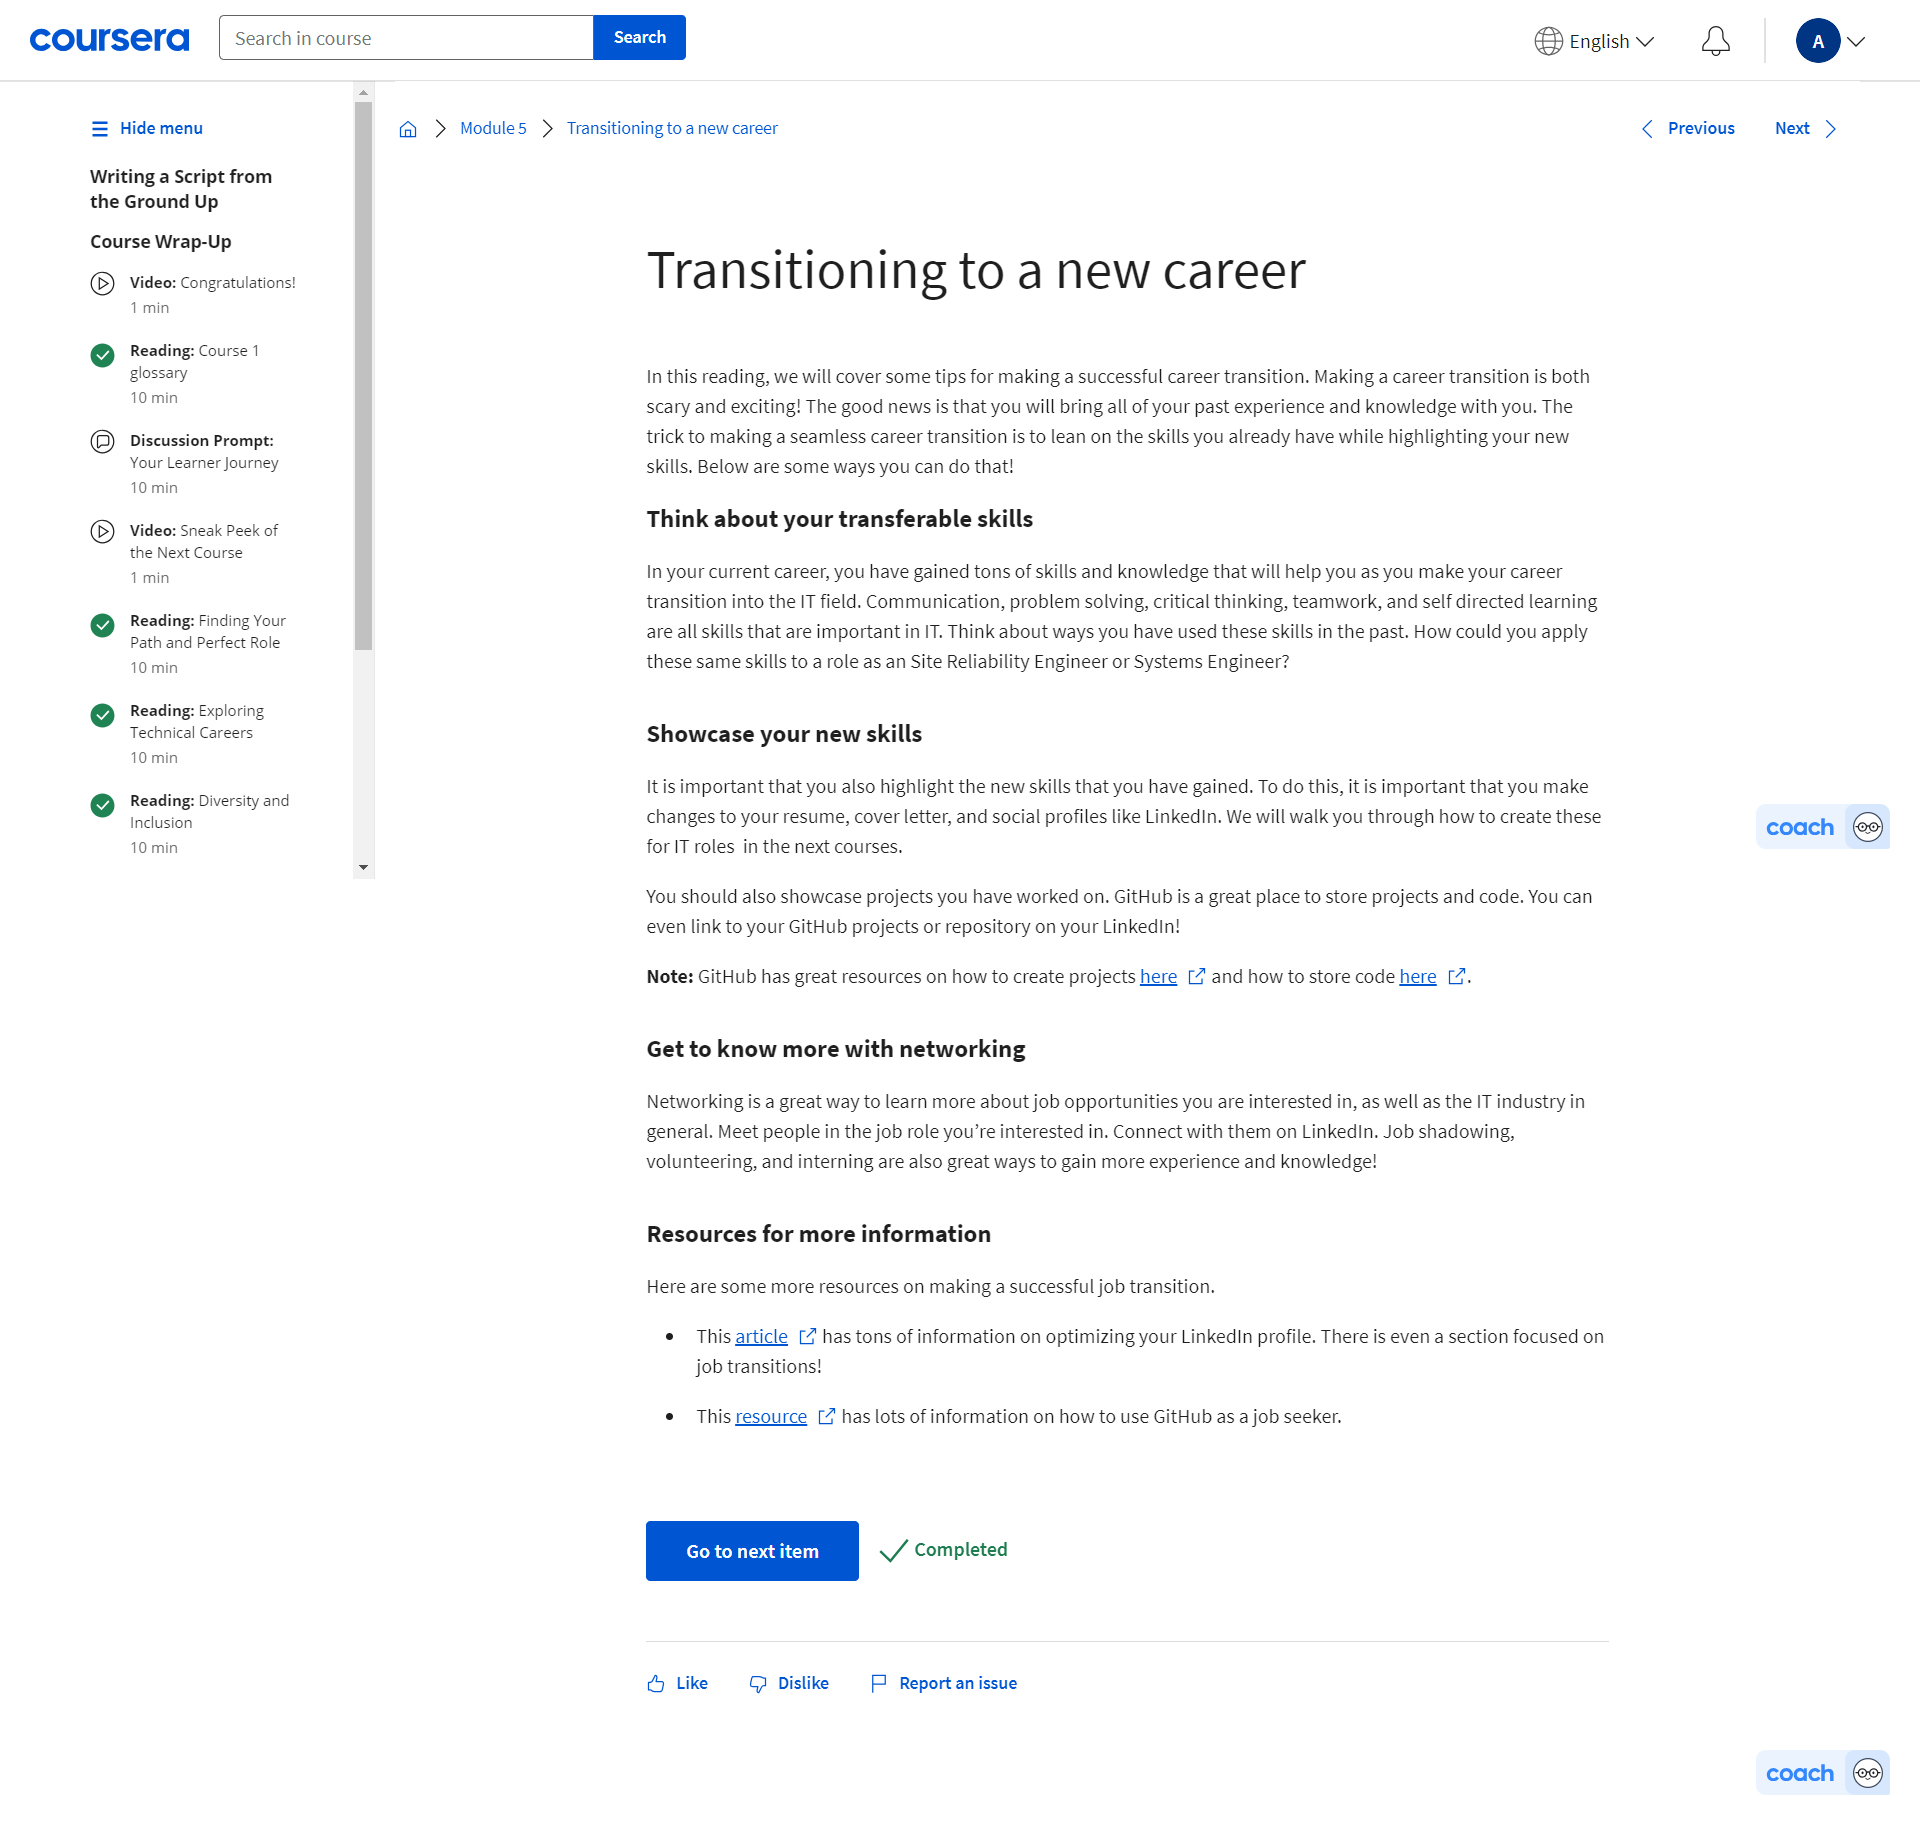 coursera
Search in course
Search
English
A
Hide menu
Writing a Script from
the Ground Up
Course Wrap-Up
Video: Congratulations!
1 min
Reading: Course 1
glossary
10 min
Discussion Prompt:
Your Learner Journey
10 min
Video: Sneak Peek of
the Next Course
1 min
Reading: Finding Your
Path and Perfect Role
10 min
Reading: Exploring
Technical Careers
10 min
Reading: Diversity and
Inclusion
10 min
Module 5
Transitioning to a new career
Previous
Next
Transitioning to a new career
In this reading, we will cover some tips for making a successful career transition. Making a career transition is both
scary and exciting! The good news is that you will bring all of your past experience and knowledge with you. The
trick to making a seamless career transition is to lean on the skills you already have while highlighting your new
skills. Below are some ways you can do that!
Think about your transferable skills
In your current career, you have gained tons of skills and knowledge that will help you as you make your career
transition into the IT field. Communication, problem solving, critical thinking, teamwork, and self directed learning
are all skills that are important in IT. Think about ways you have used these skills in the past. How could you apply
these same skills to a role as an Site Reliability Engineer or Systems Engineer?
Showcase your new skills
It is important that you also highlight the new skills that you have gained. To do this, it is important that you make
changes to your resume, cover letter, and social profiles like LinkedIn. We will walk you through how to create these
for IT roles  in the next courses.
You should also showcase projects you have worked on. GitHub is a great place to store projects and code. You can
even link to your GitHub projects or repository on your LinkedIn!
Note: GitHub has great resources on how to create projects here and how to store code here.
Get to know more with networking
Networking is a great way to learn more about job opportunities you are interested in, as well as the IT industry in
general. Meet people in the job role you’re interested in. Connect with them on LinkedIn. Job shadowing,
volunteering, and interning are also great ways to gain more experience and knowledge!
Resources for more information
Here are some more resources on making a successful job transition.
• This article has tons of information on optimizing your LinkedIn profile. There is even a section focused on
job transitions!
• This resource has lots of information on how to use GitHub as a job seeker.
Go to next item
Completed
Like
Dislike
Report an issue
coach
coach